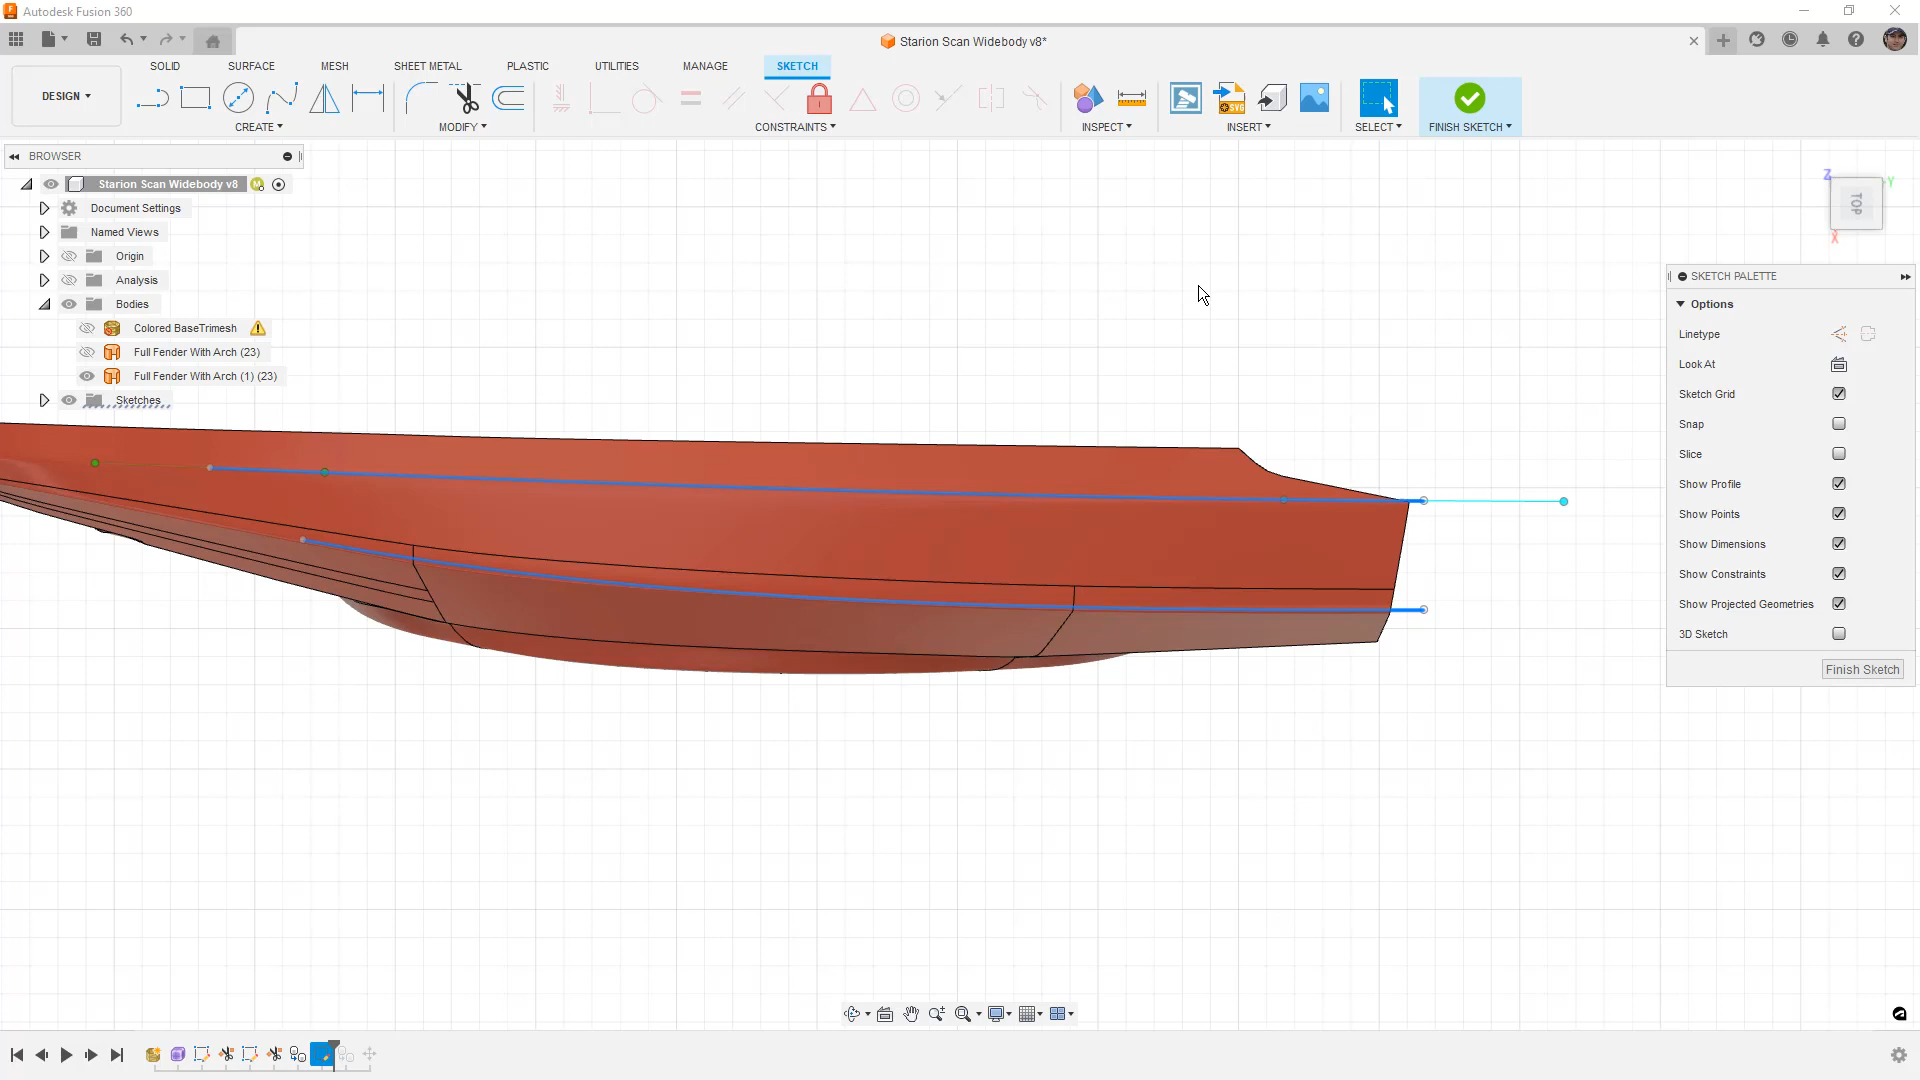 Autodesk Fusion 360
Starion Scan Widebody v8*
SOLID SURFACE MESH SHEET METAL PLASTIC UTILITIES MANAGE SKETCH
DESIGN
SVG
CREATE MODIFY CONSTRAINTS INSPECT INSERT SELECT FINISH SKETCH
BROWSER
Starion Scan Widebody v8
Document Settings
Named Views
Origin
Analysis
Bodies
Colored BaseTrimesh
Full Fender With Arch (23)
Full Fender With Arch (1) (23)
Sketches
Z
Y
TOP
X
SKETCH PALETTE
Options
Linetype
Look At
Sketch Grid
Snap
Slice
Show Profile
Show Points
Show Dimensions
Show Constraints
Show Projected Geometries
3D Sketch
Finish Sketch